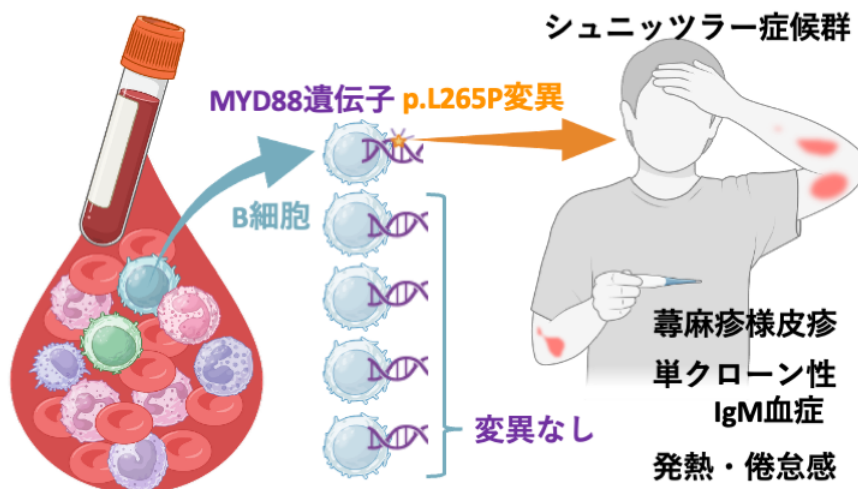 シュニッツラー症候群
MYD88遺伝子 p.L265P変異
B細胞
変異なし
蕁麻疹様皮疹
単クローン性
IgM血症
発熱・倦怠感